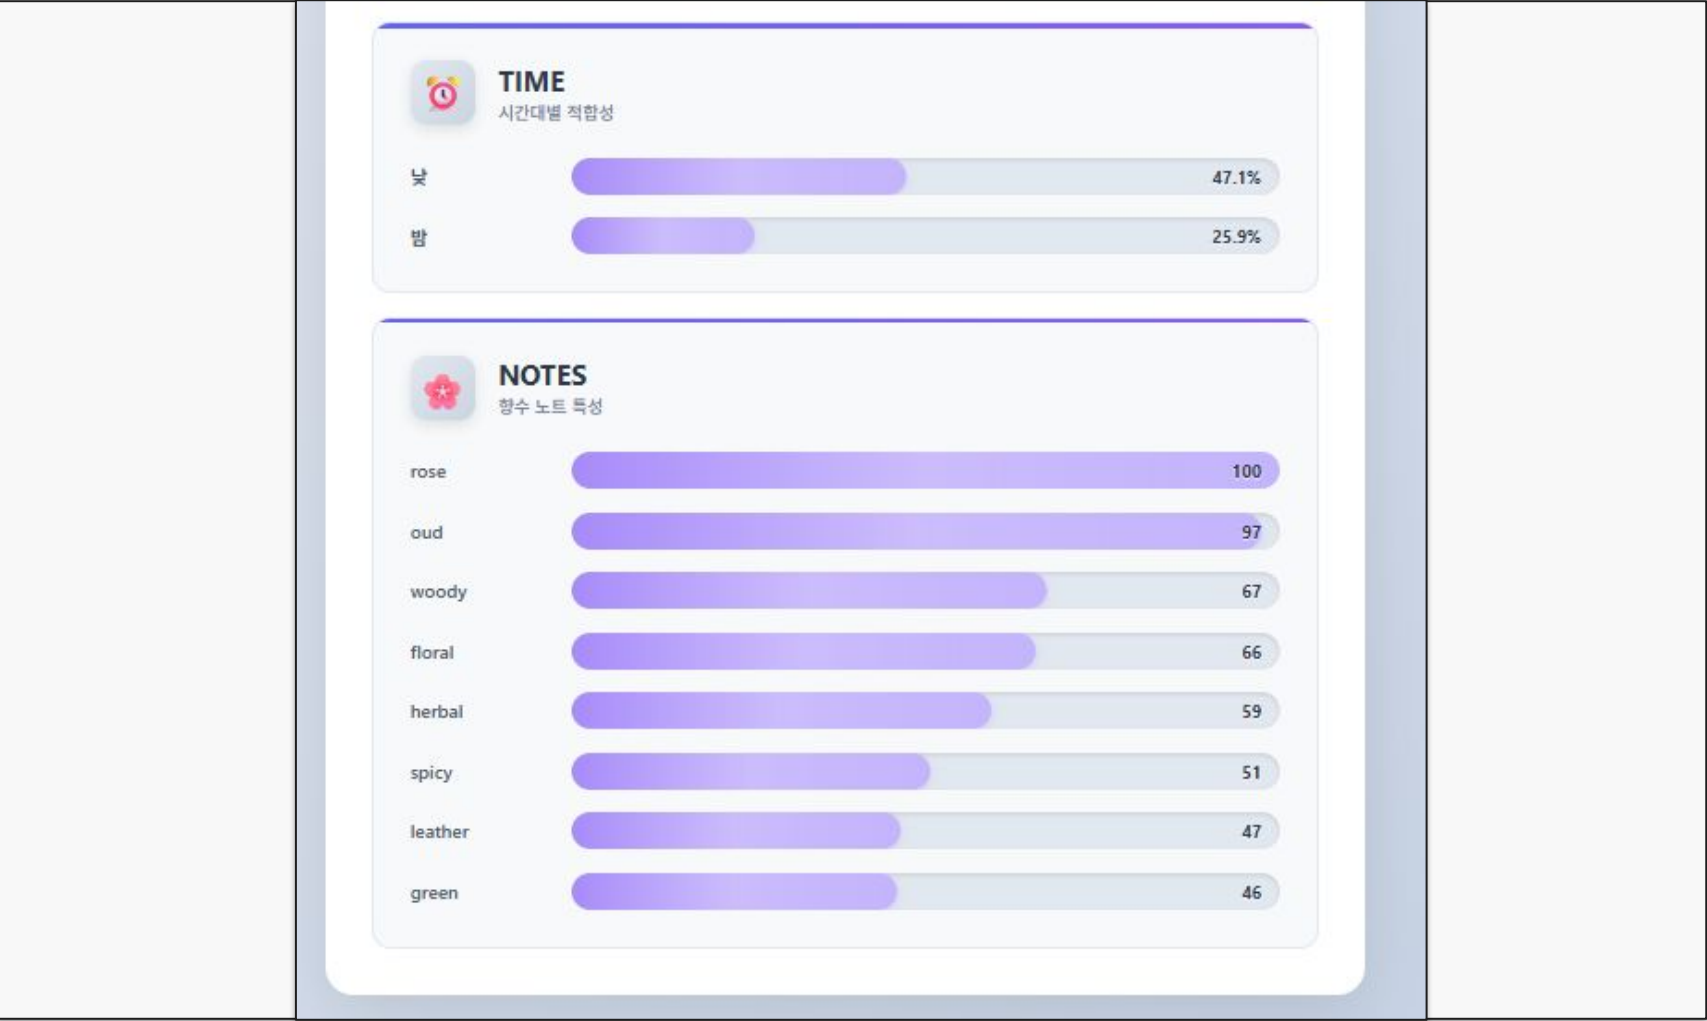 TIME
시간대별 적합성
낮 47.1%
밤 25.9%
NOTES
향수 노트 특성
rose 100
oud 97
woody 67
floral 66
herbal 59
spicy 51
leather 47
green 46